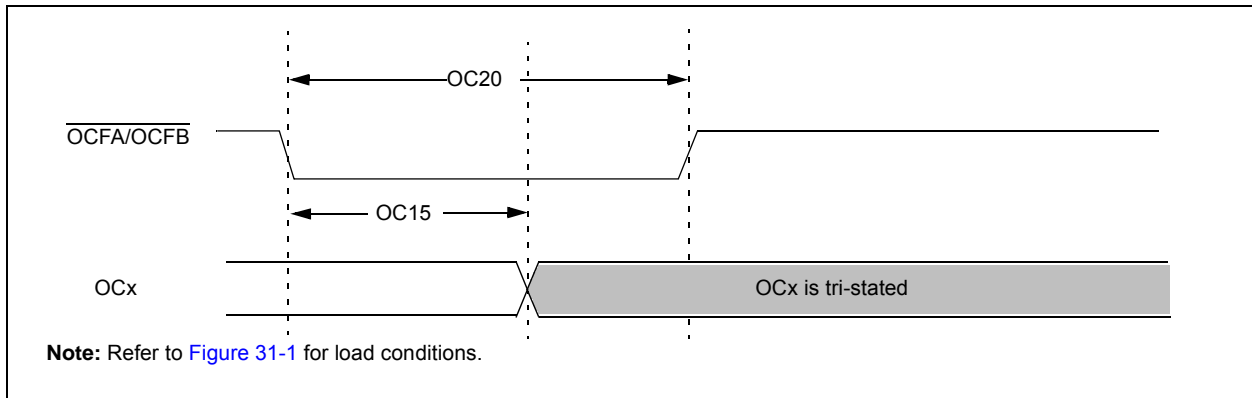 OC20
OCFA/OCFB
OC15
OCx
OCx is tri-stated
Note: Refer to Figure 31-1 for load conditions.